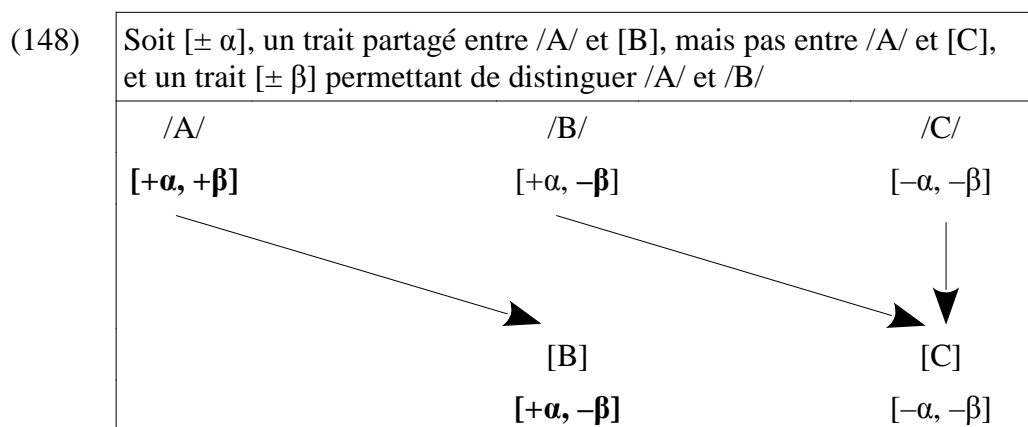 (148) Soit [± α], un trait partagé entre /A/ et [B], mais pas entre /A/ et [C],
et un trait [± β] permettant de distinguer /A/ et /B/
/A/ /B/ /C/
[+α, +β] [+α, –β] [–α, –β]
[B] [C]
[+α, –β] [–α, –β]